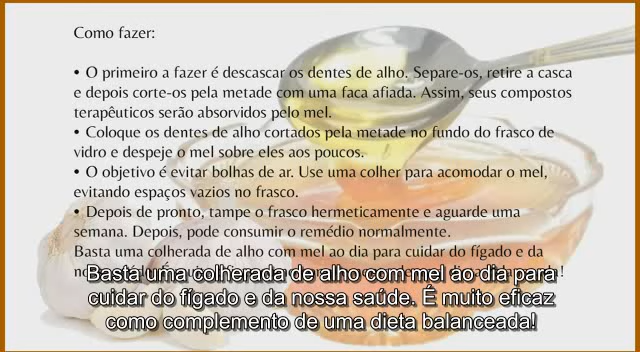 Como fazer:
• O primeiro a fazer é descascar os dentes de alho. Separe-os, retire a casca
e depois corte-os pela metade com uma faca afiada. Assim, seus compostos
terapêuticos serão absorvidos pelo mel.
• Coloque os dentes de alho cortados pela metade no fundo do frasco de
vidro e despeje o mel sobre eles aos poucos.
• O objetivo é evitar bolhas de ar. Use uma colher para acomodar o mel,
evitando espaços vazios no frasco.
• Depois de pronto, tampe o frasco hermeticamente e aguarde uma
semana. Depois, pode consumir o remédio normalmente.
Basta uma colherada de alho com mel ao dia para cuidar do fígado e da
Basta uma colherada de alho com mel ao dia para
cuidar do fígado e da nossa saúde. É muito eficaz
como complemento de uma dieta balanceada!